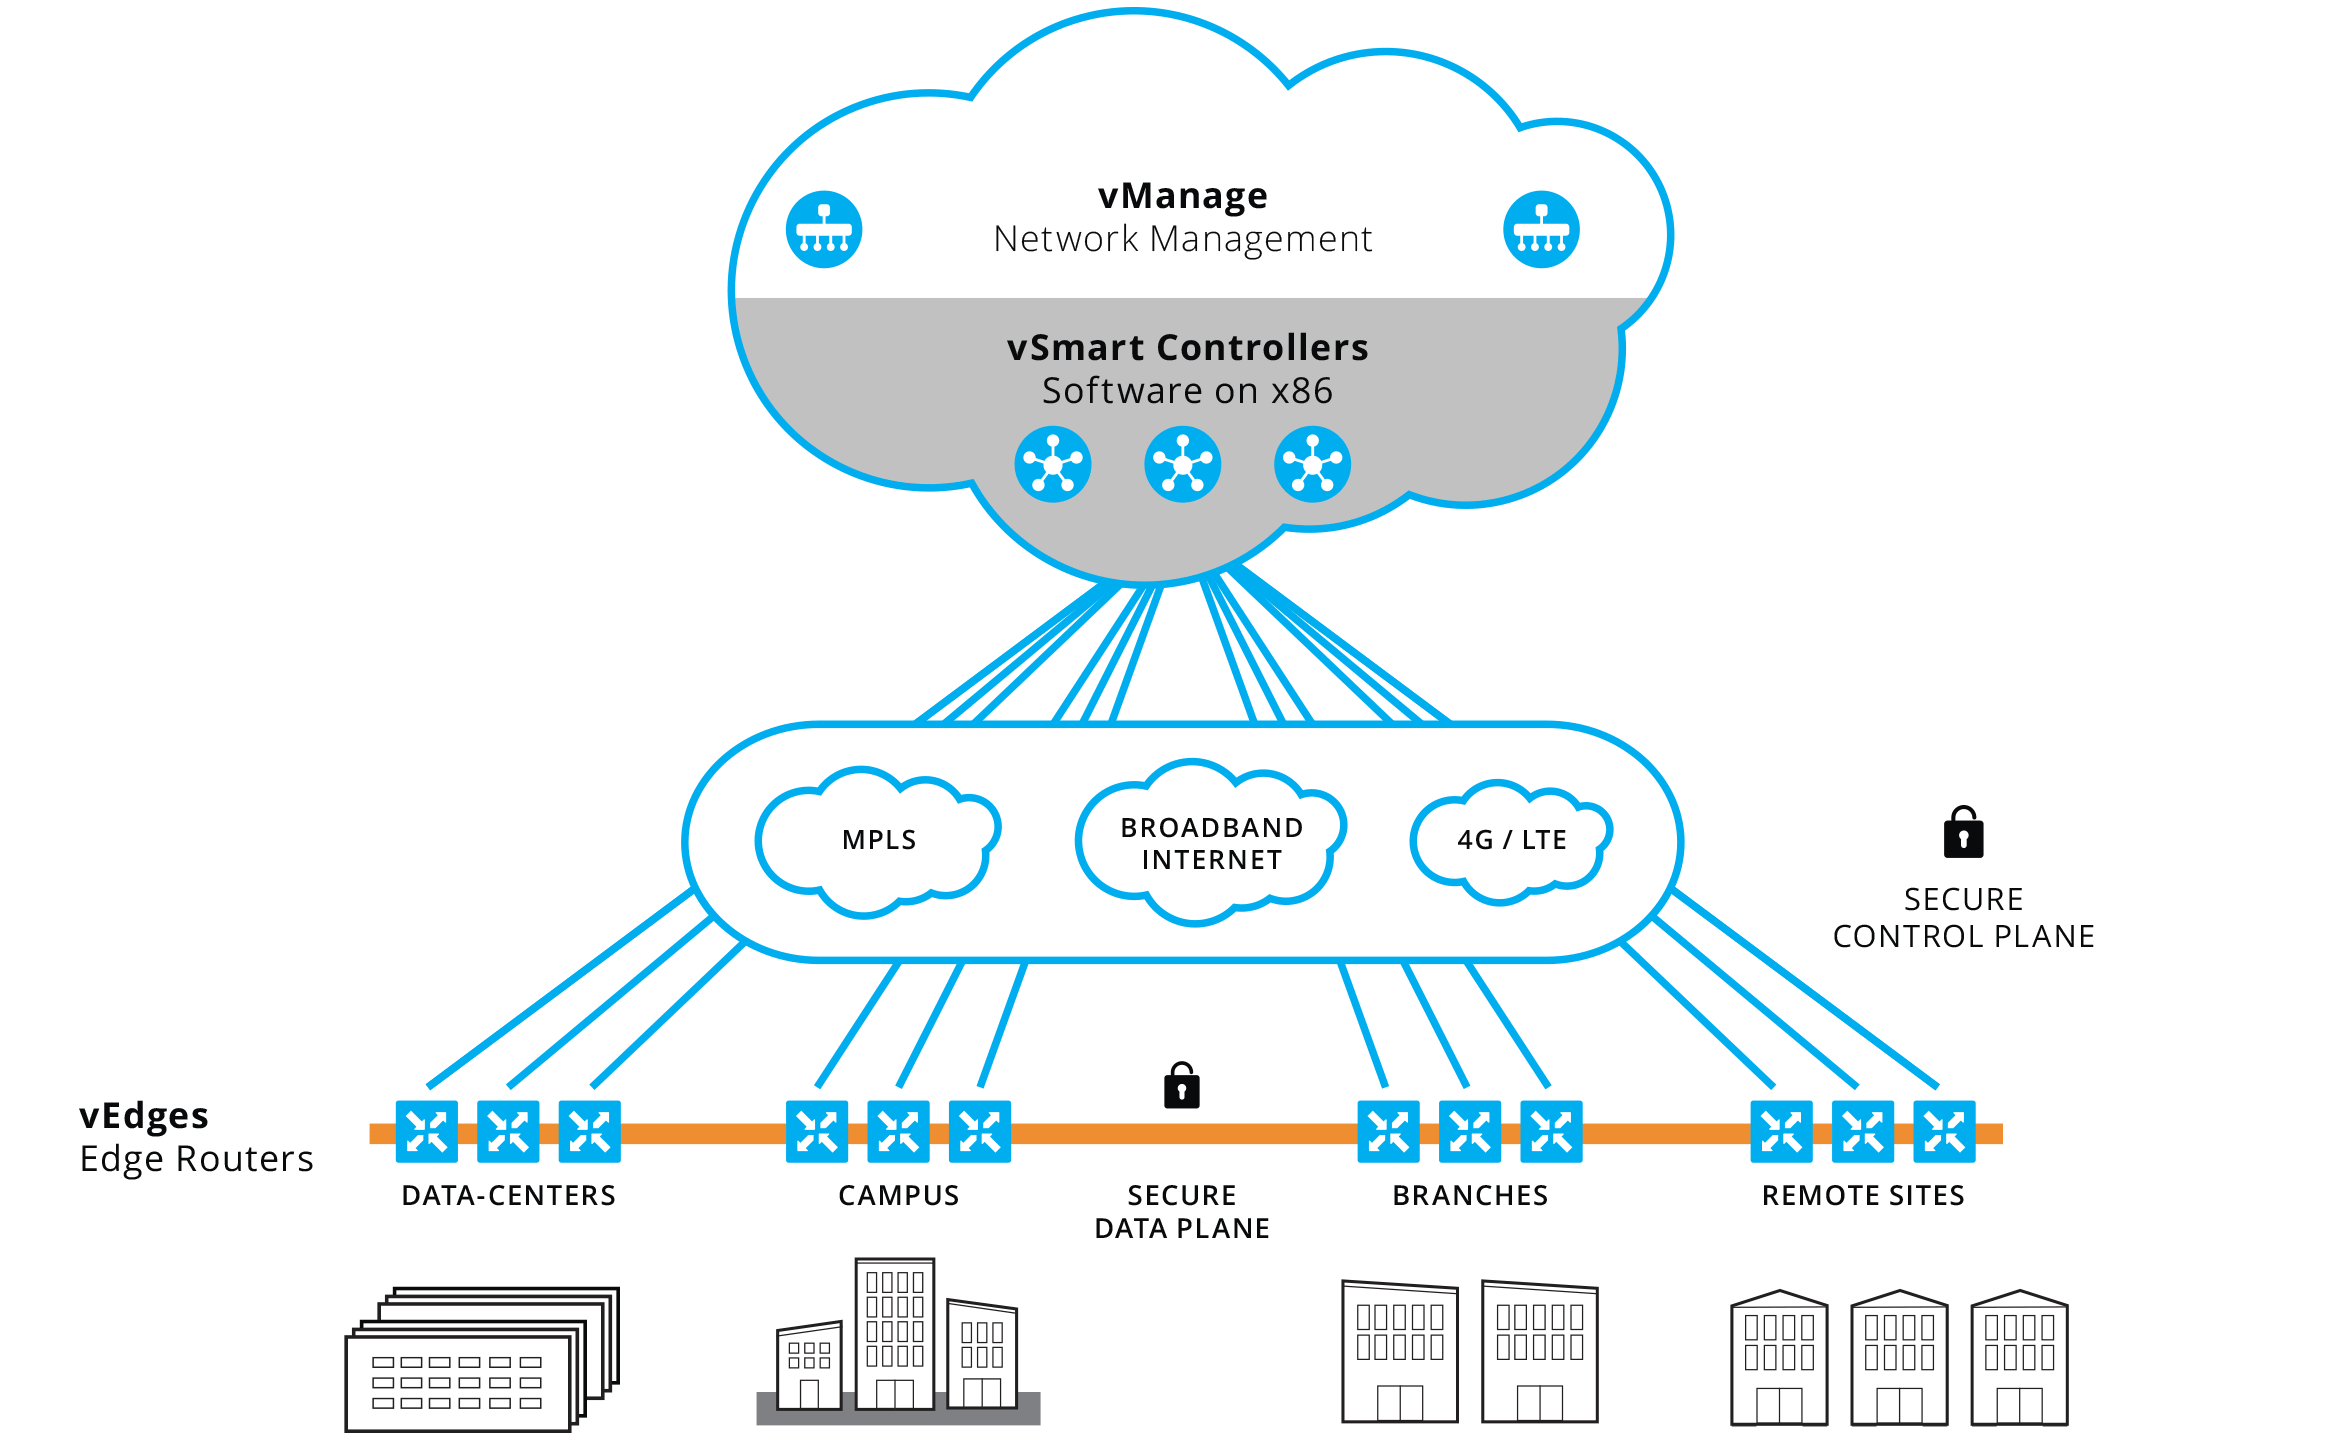 vManage
Network Management
vSmart Controllers
Software on x86
MPLS
BROADBAND
INTERNET
4G / LTE
SECURE
CONTROL PLANE
vEdges
Edge Routers
DATA-CENTERS
CAMPUS
SECURE
DATA PLANE
BRANCHES
REMOTE SITES